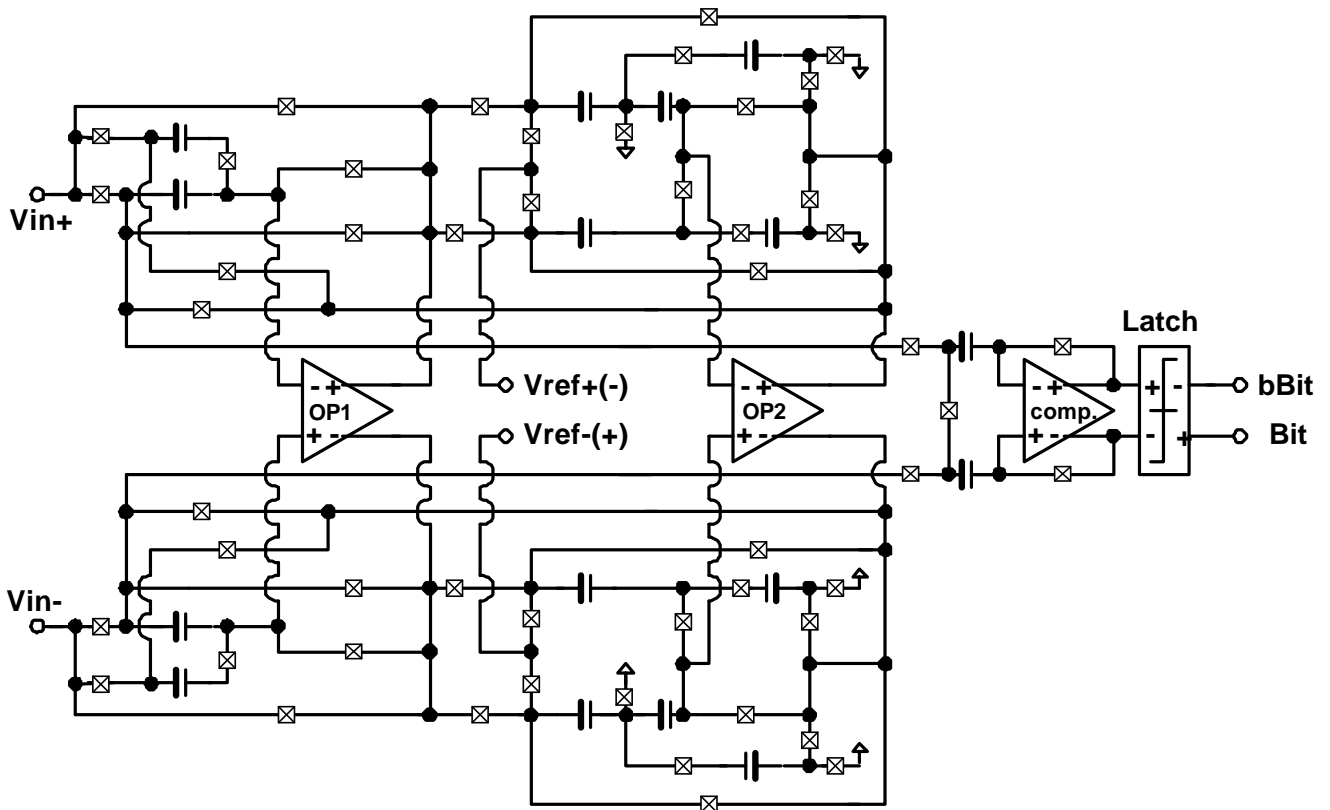 Vin+
Latch
- +
OP1
+ -
Vref+(-)
Vref-(+)
- +
OP2
+ -
- +
comp.
+ -
+ -
- +
bBit
Bit
Vin-